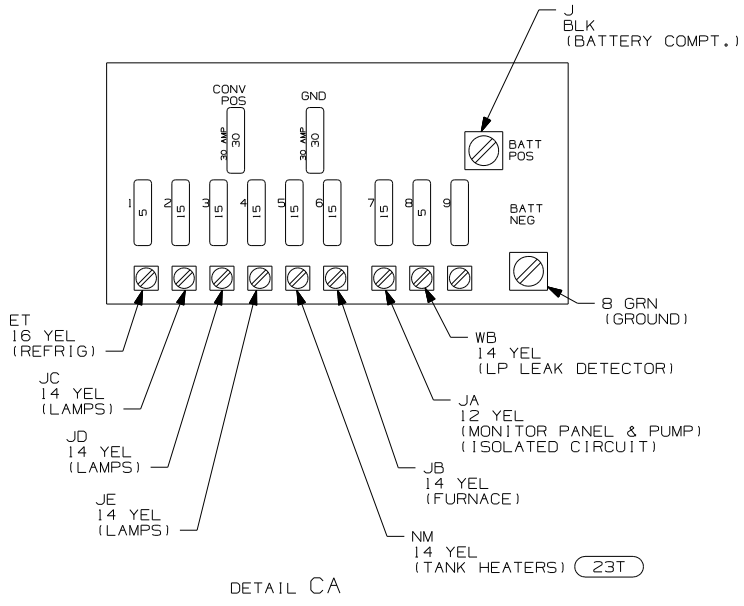 J
BLK
(BATTERY COMPT.)
CONV
POS
GND
30 AMP
30
30 AMP
30
BATT
POS
1
5
2
15
3
15
4
15
5
15
6
15
7
15
8
5
9
BATT
NEG
8 GRN
(GROUND)
ET
16 YEL
(REFRIG)
WB
14 YEL
(LP LEAK DETECTOR)
JC
14 YEL
(LAMPS)
JA
12 YEL
(MONITOR PANEL & PUMP)
(ISOLATED CIRCUIT)
JD
14 YEL
(LAMPS)
JB
14 YEL
(FURNACE)
JE
14 YEL
(LAMPS)
NM
14 YEL
(TANK HEATERS) 23T
DETAIL CA